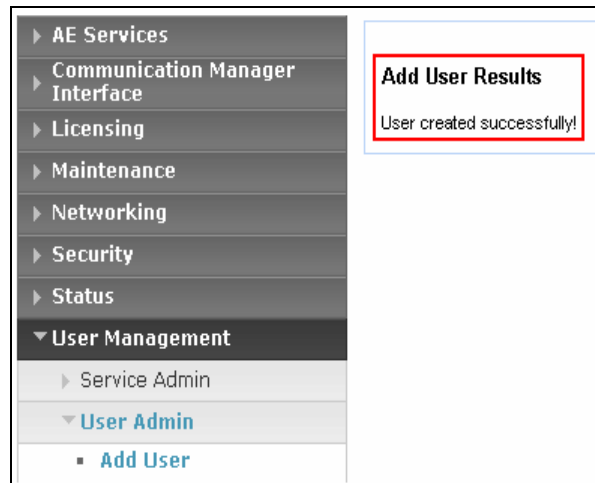 AE Services
Communication Manager
Interface
Licensing
Maintenance
Networking
Security
Status
User Management
Service Admin
User Admin
Add User
Add User Results
User created successfully!